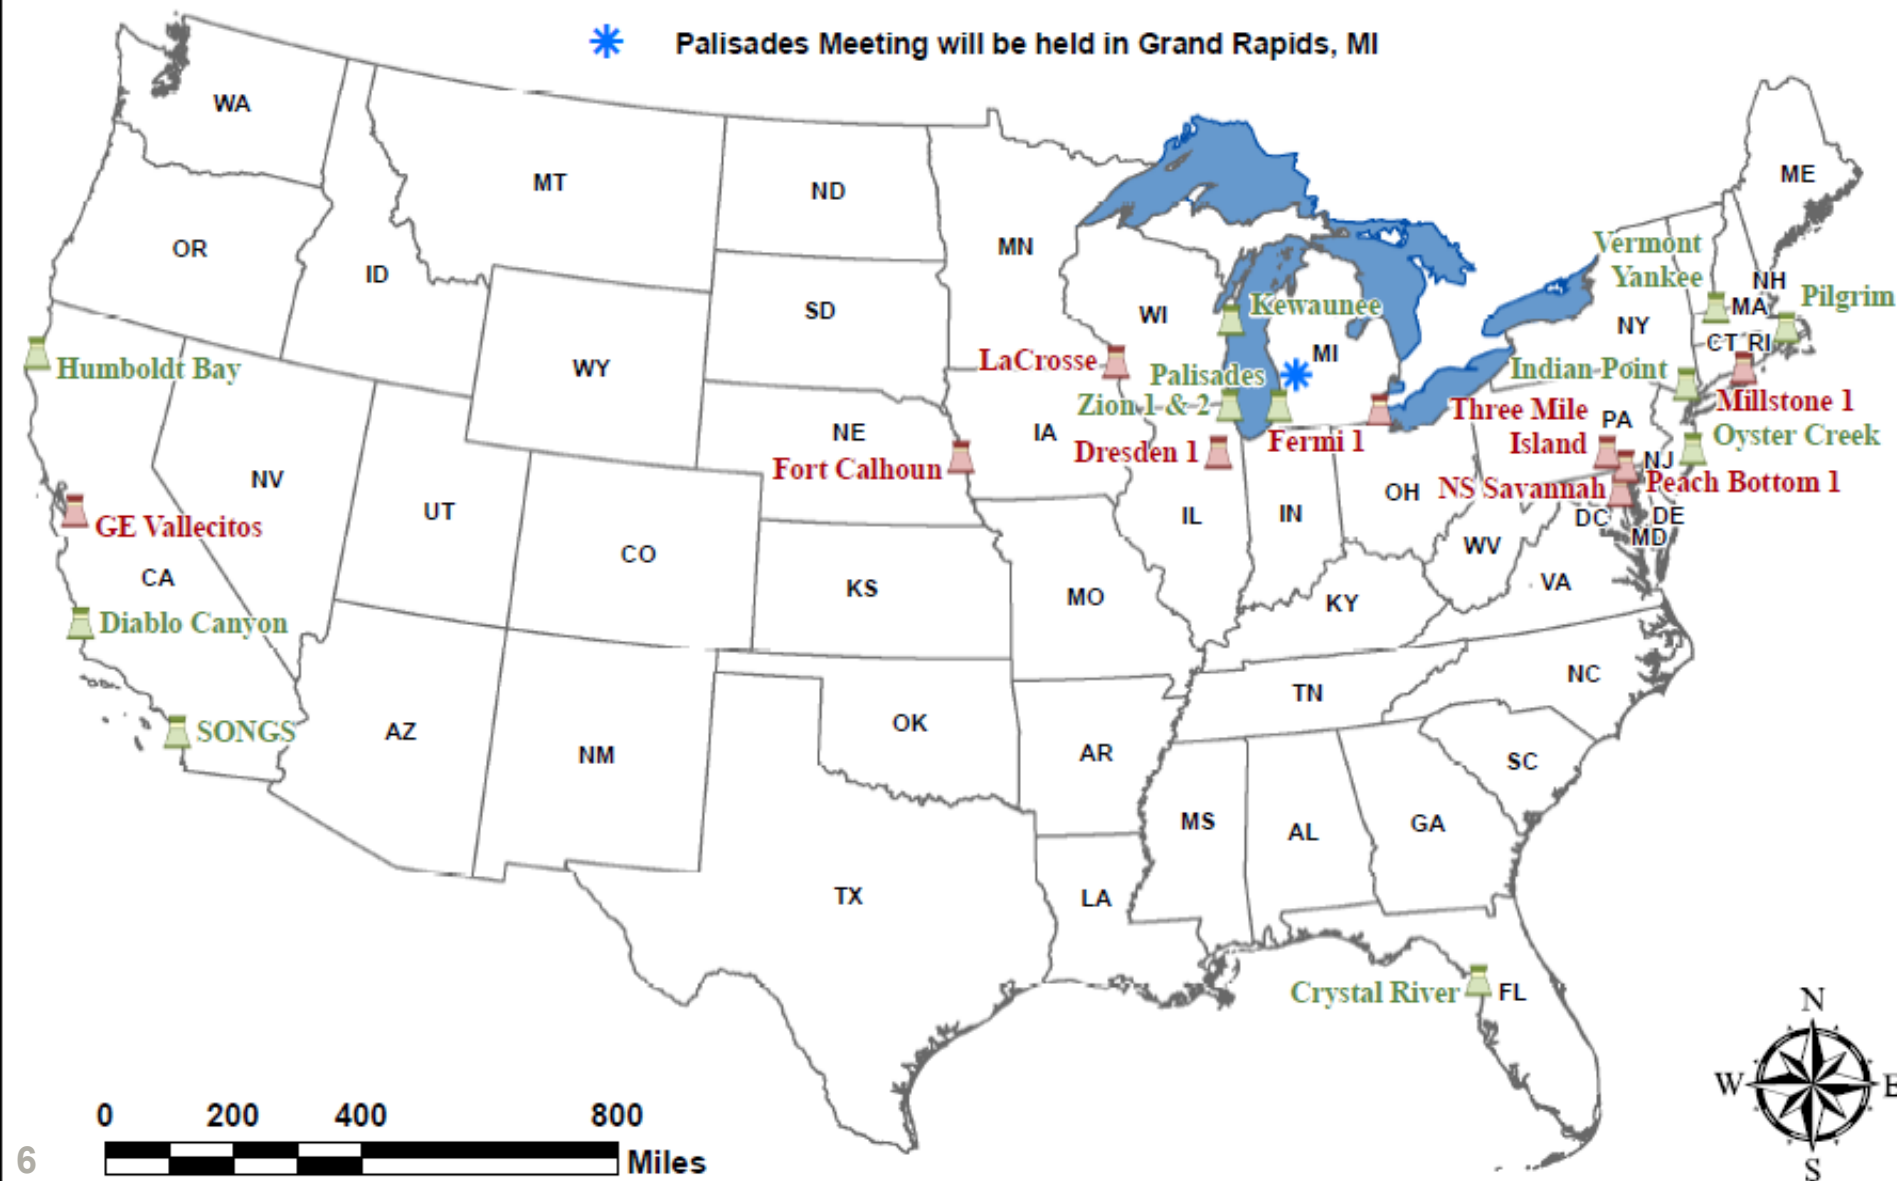 Palisades Meeting will be held in Grand Rapids, MI
WA
MT
ND
ME
OR
ID
MN
Vermont
Yankee
NH
SD
WI
Kewaunee
MA
Pilgrim
NY
CT RI
WY
MI
LaCrosse
Humboldt Bay
Palisades
Indian Point
Zion 1 & 2
Three Mile
Island
PA
Millstone 1
NE
IA
Fermi 1
Oyster Creek
Fort Calhoun
Dresden 1
NJ
NV
Peach Bottom 1
OH
NS Savannah
UT
IL
IN
DC
DE
GE Vallecitos
MD
WV
CO
CA
KS
MO
VA
KY
Diablo Canyon
NC
TN
SONGS
AZ
OK
NM
AR
SC
MS
AL
GA
TX
LA
Crystal River
FL
N
W
E
S
0 200 400 800
Miles
6